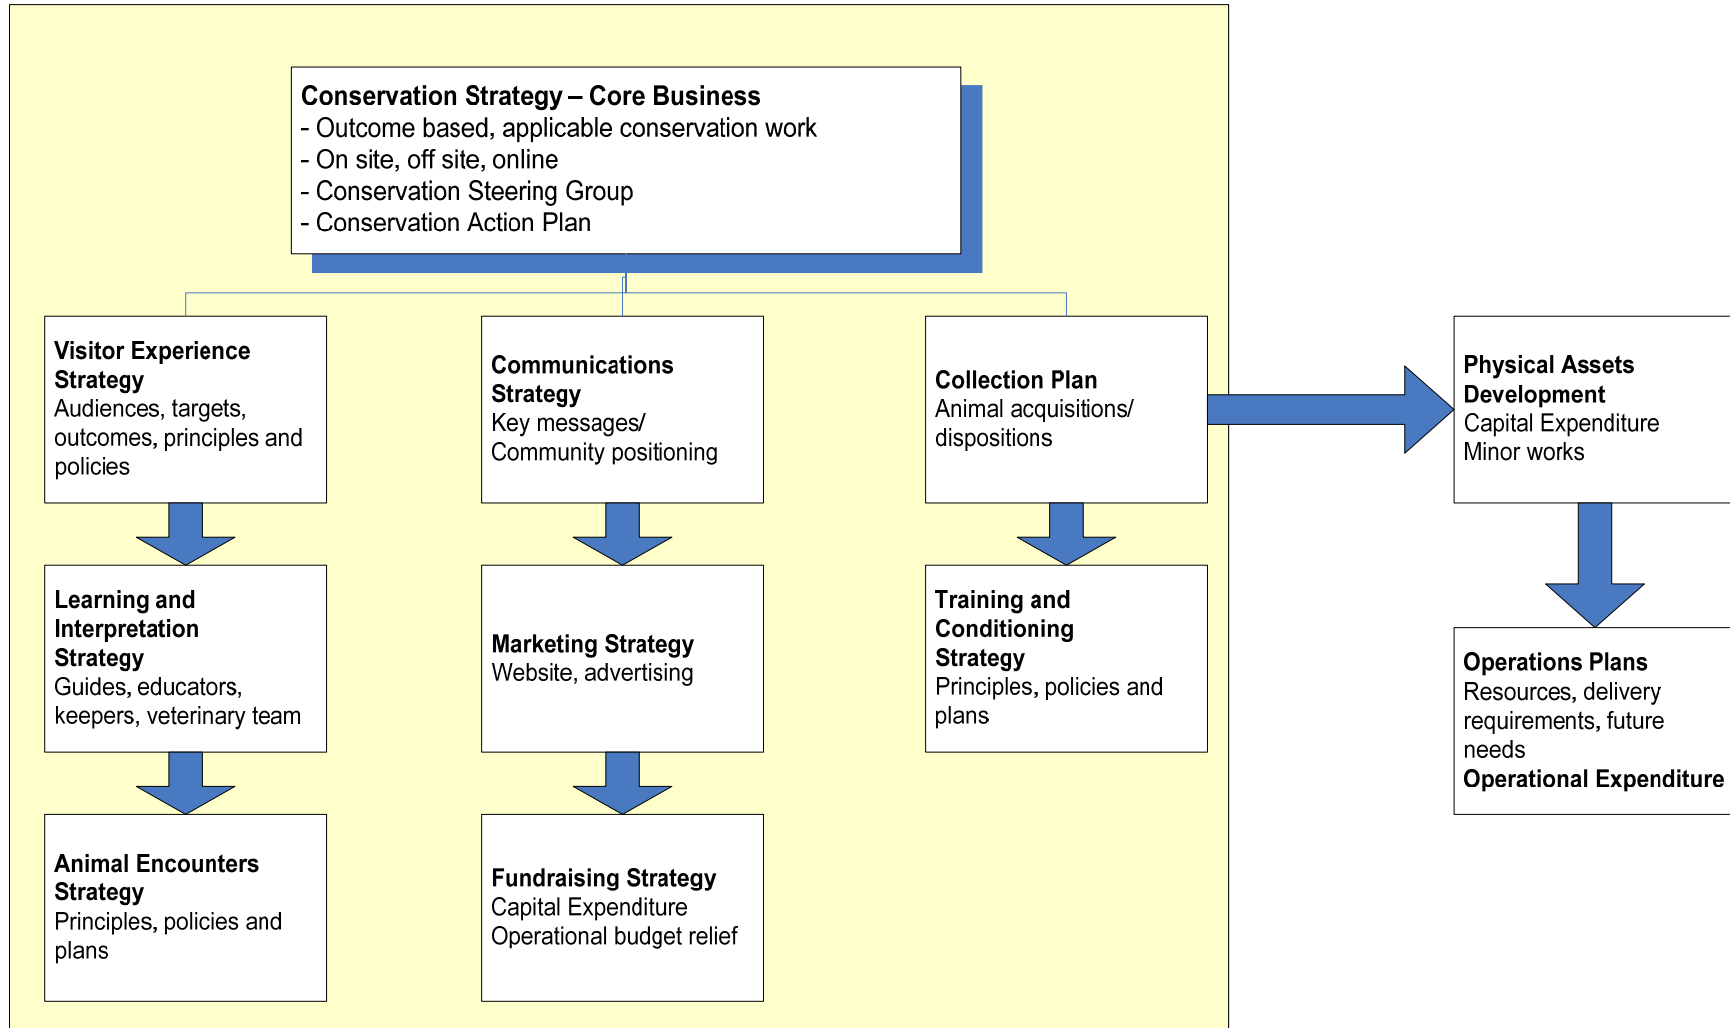 Conservation Strategy – Core Business
- Outcome based, applicable conservation work
- On site, off site, online
- Conservation Steering Group
- Conservation Action Plan
Visitor Experience
Strategy
Audiences, targets,
outcomes, principles and
policies
Communications
Strategy
Key messages/
Community positioning
Collection Plan
Animal acquisitions/
dispositions
Physical Assets
Development
Capital Expenditure
Minor works
Learning and
Interpretation
Strategy
Guides, educators,
keepers, veterinary team
Marketing Strategy
Website, advertising
Training and
Conditioning
Strategy
Principles, policies and
plans
Operations Plans
Resources, delivery
requirements, future
needs
Operational Expenditure
Animal Encounters
Strategy
Principles, policies and
plans
Fundraising Strategy
Capital Expenditure
Operational budget relief